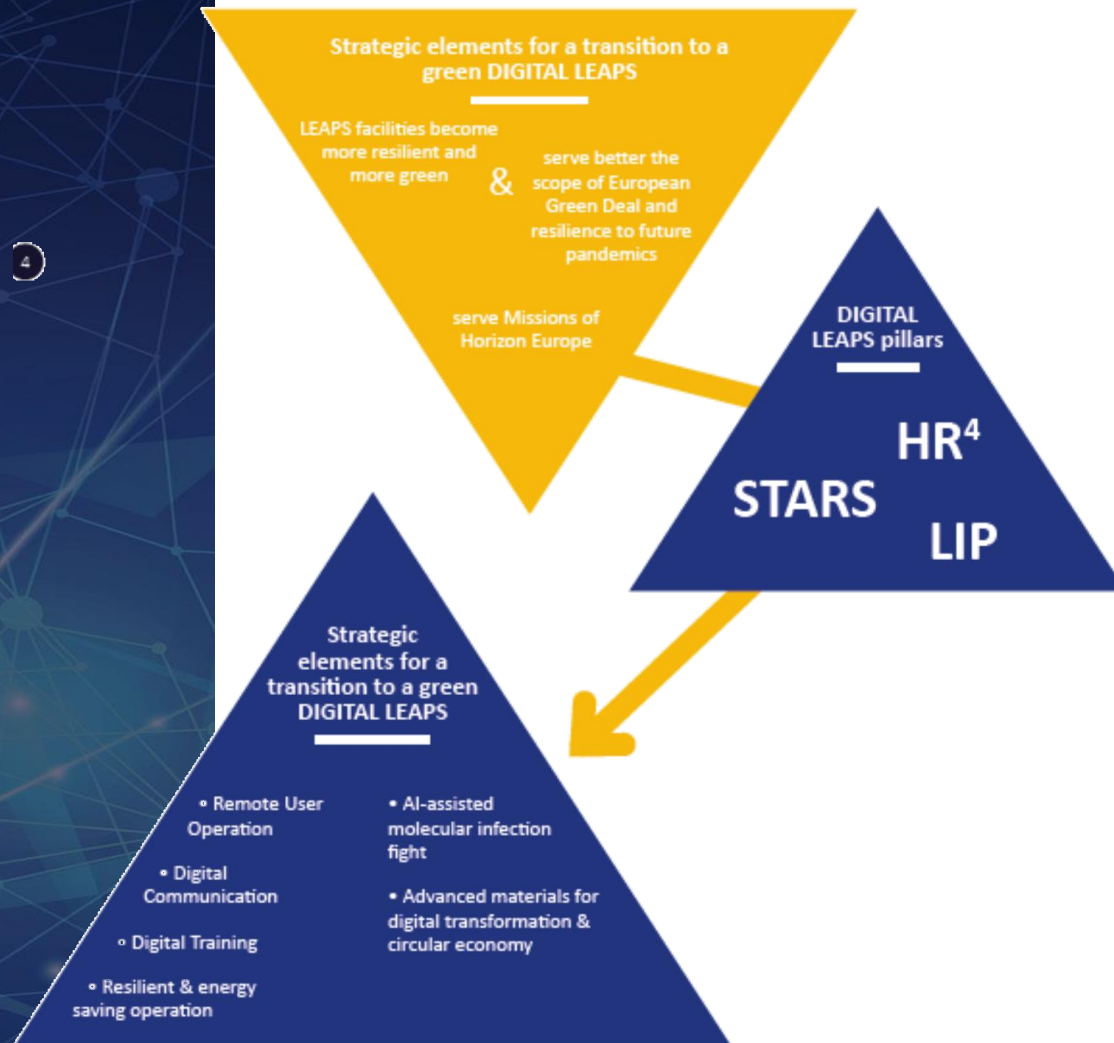 Strategic elements for a transition to a
green DIGITAL LEAPS
LEAPS facilities become
more resilient and
more green
&
serve better the
scope of European
Green Deal and
resilience to future
pandemics
serve Missions of
Horizon Europe
4
DIGITAL
LEAPS pillars
HR⁴
STARS
LIP
Strategic
elements for a
transition to a green
DIGITAL LEAPS
• Remote User
Operation
• Digital
Communication
• Digital Training
• Resilient & energy
saving operation
• AI-assisted
molecular infection
fight
• Advanced materials for
digital transformation &
circular economy